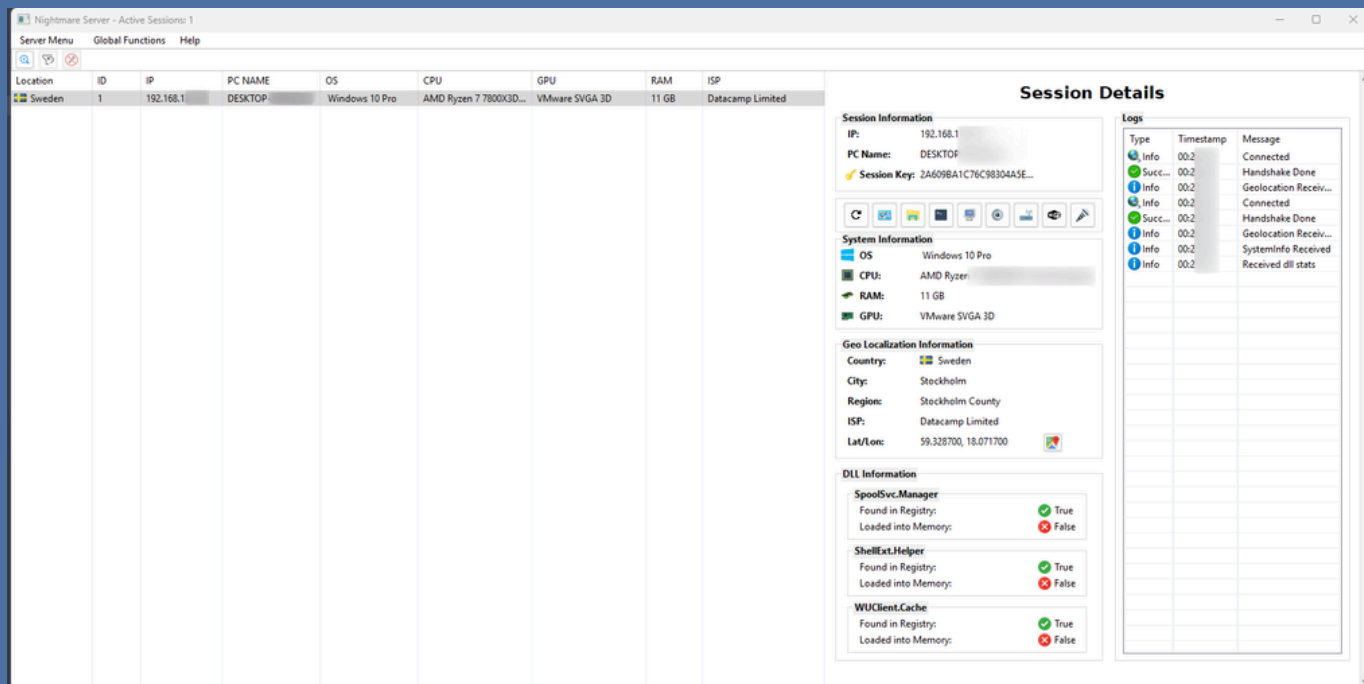 Nightmare Server - Active Sessions: 1
Server Menu Global Functions Help
Location ID IP PC NAME OS CPU GPU RAM ISP
Sweden 1 192.168.1 DESKTOP Windows 10 Pro AMD Ryzen 7 7800X3D... VMware SVGA 3D 11 GB Datacamp Limited
Session Details
Session Information
IP: 192.168.1
PC Name: DESKTOP
Session Key: 2A609BA1C76C98304A5E...
System Information
OS Windows 10 Pro
CPU: AMD Ryzen
RAM: 11 GB
GPU: VMware SVGA 3D
Geo Localization Information
Country: Sweden
City: Stockholm
Region: Stockholm County
ISP: Datacamp Limited
Lat/Lon: 59.328700, 18.071700
DLL Information
SpoolSvc.Manager
Found in Registry: True
Loaded into Memory: False
ShellExt.Helper
Found in Registry: True
Loaded into Memory: False
WUClient.Cache
Found in Registry: True
Loaded into Memory: False
Logs
Type Timestamp Message
Info 00:2 Connected
Succ... 00:2 Handshake Done
Info 00:2 Geolocation Receiv...
Info 00:2 Connected
Succ... 00:2 Handshake Done
Info 00:2 Geolocation Receiv...
Info 00:2 SystemInfo Received
Info 00:2 Received dll stats